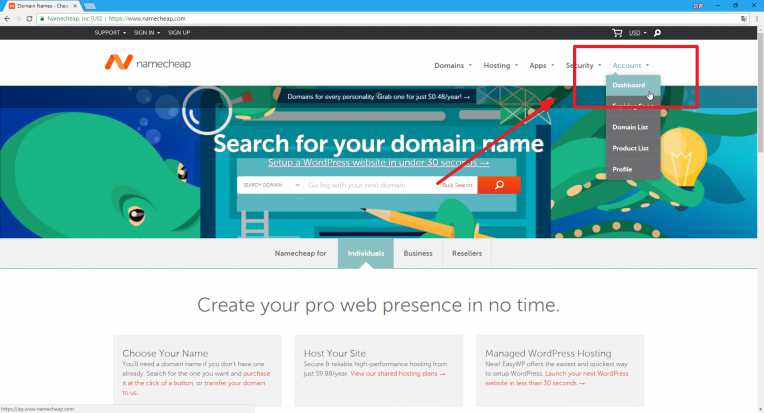 Domain Names - Chea
Namecheap, Inc [US] | https://www.namecheap.com
SUPPORT SIGN IN SIGN UP
USD
namecheap
Domains Hosting Apps Security Account
Dashboard
Domain List
Product List
Profile
Domains for every personality. Grab one for just $0.48/year! →
Search for your domain name
Setup a WordPress website in under 30 seconds →
SEARCH DOMAIN Go big with your next domain Bulk Search
Namecheap for Individuals Business Resellers
Create your pro web presence in no time.
Choose Your Name
You'll need a domain name if you don't have one
already. Search for the one you want and purchase
it at the click of a button, or transfer your domain
to us.
Host Your Site
Secure & reliable high-performance hosting from
just $9.88/year. View our shared hosting plans →
Managed WordPress Hosting
New! EasyWP offers the easiest and quickest way
to setup WordPress. Launch your next WordPress
website in less than 30 seconds →
https://ap.www.namecheap.com